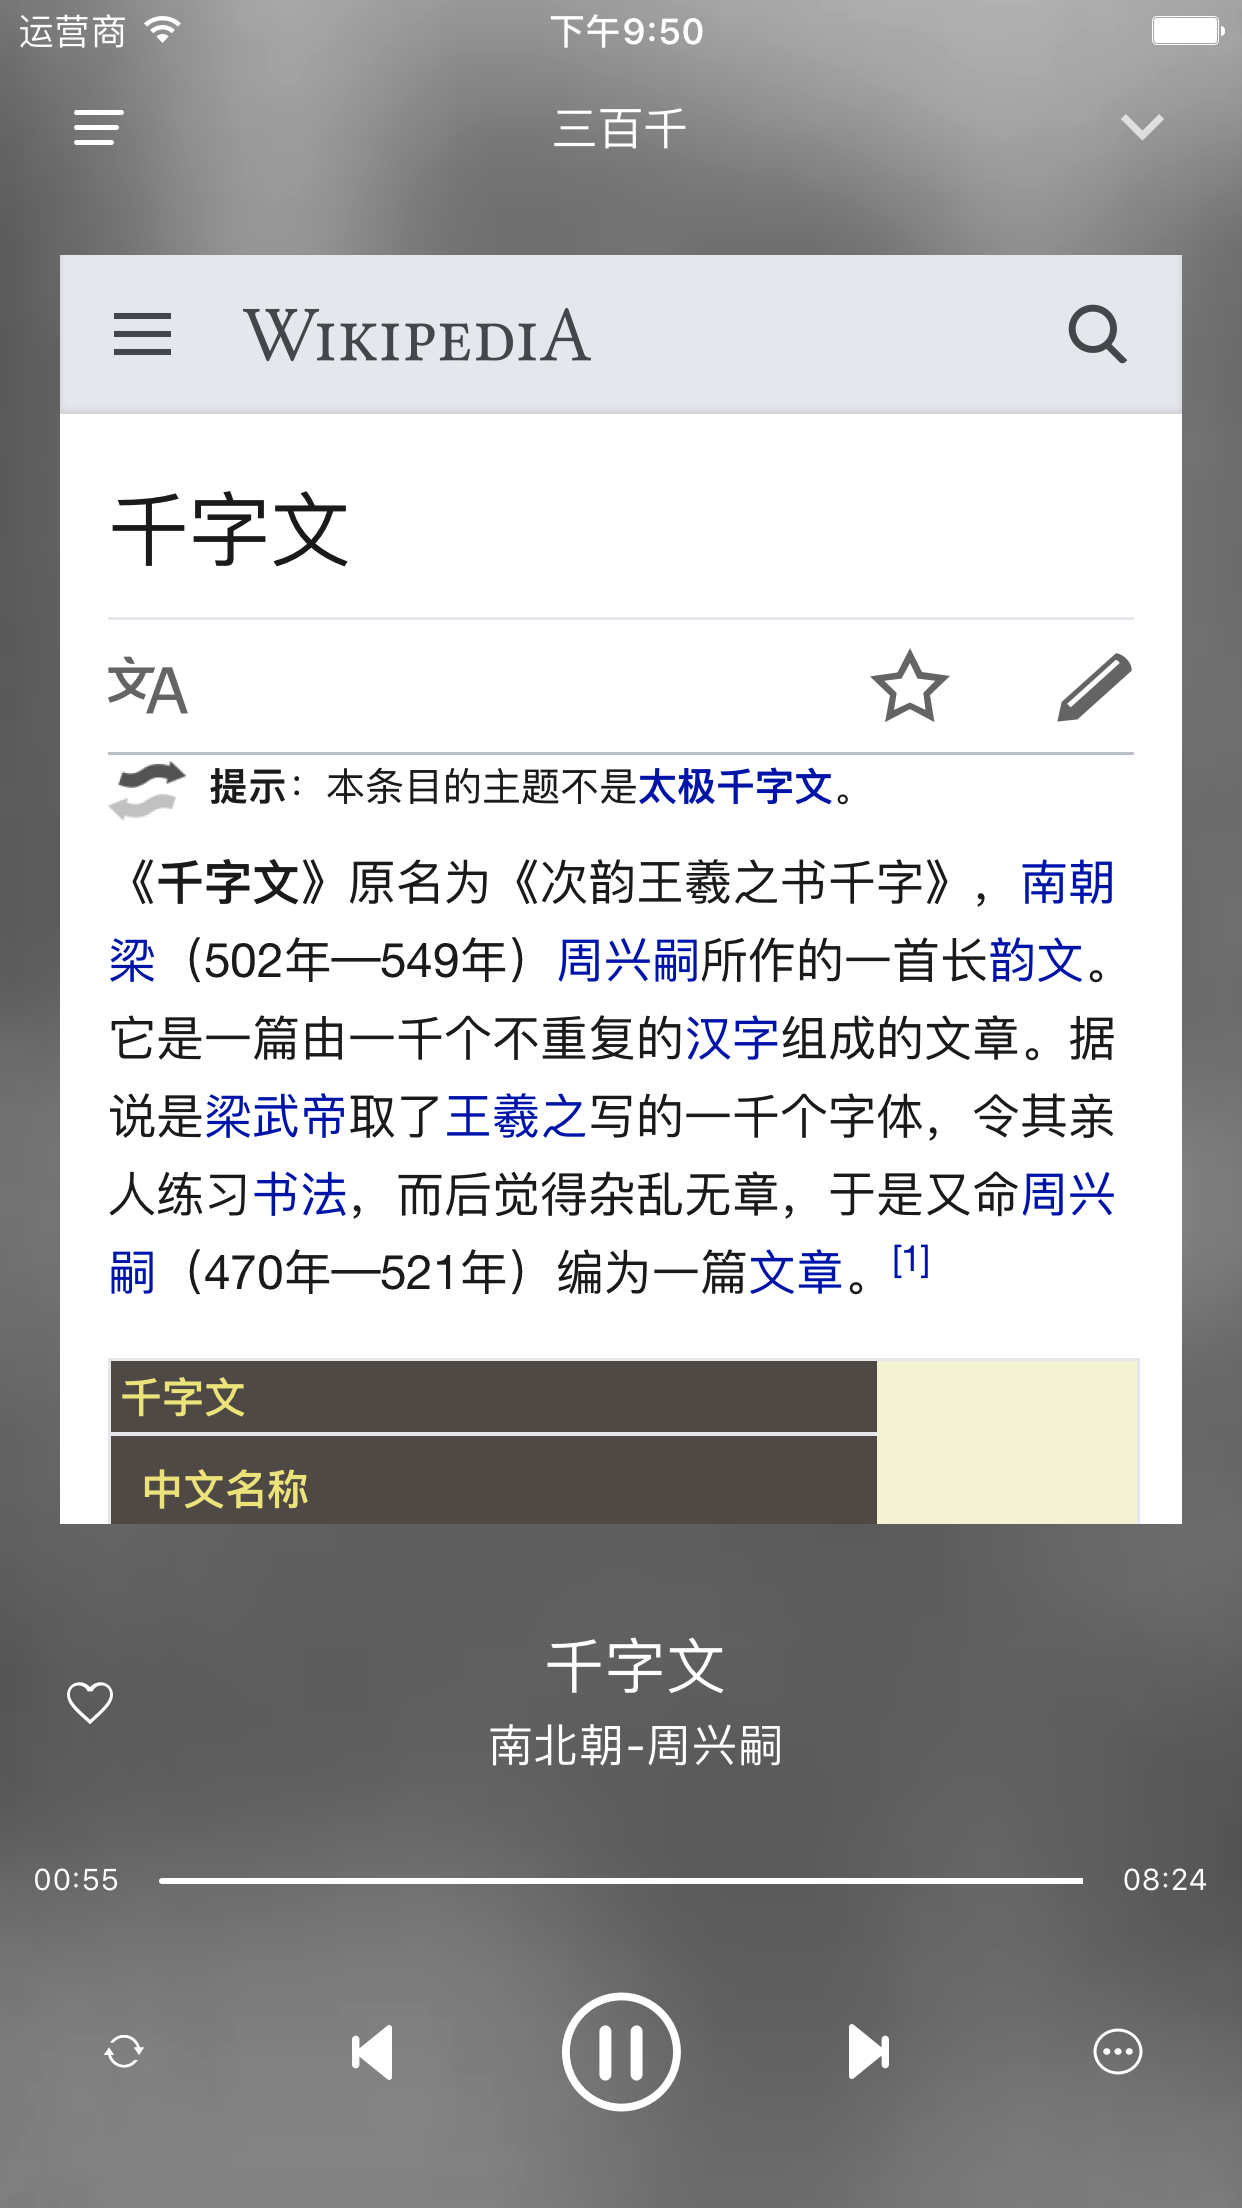 运营商
下午9:50
三百千
WIKIPEDIA
千字文
文A
提示：本条目的主题不是太极千字文。
《千字文》原名为《次韵王羲之书千字》，南朝
梁（502年—549年）周兴嗣所作的一首长韵文。
它是一篇由一千个不重复的汉字组成的文章。据
说是梁武帝取了王羲之写的一千个字体，令其亲
人练习书法，而后觉得杂乱无章，于是又命周兴
嗣（470年—521年）编为一篇文章。[1]
千字文
中文名称
千字文
南北朝-周兴嗣
00:55
08:24